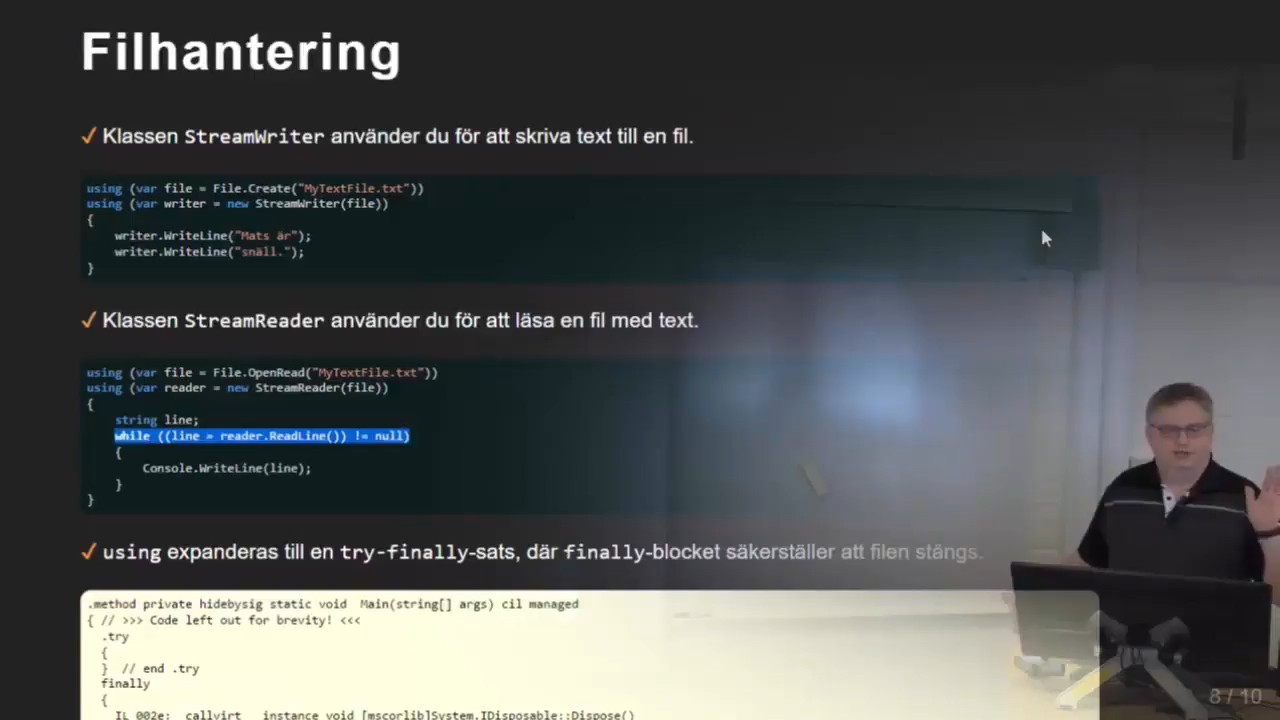 Filhantering
✓ Klassen StreamWriter använder du för att skriva text till en fil.
using (var file = File.Create("MyTextFile.txt"))
using (var writer = new StreamWriter(file))
{
writer.WriteLine("Mats är");
writer.WriteLine("snäll.");
}
✓ Klassen StreamReader använder du för att läsa en fil med text.
using (var file = File.OpenRead("MyTextFile.txt"))
using (var reader = new StreamReader(file))
{
string line;
while ((line = reader.ReadLine()) != null)
{
Console.WriteLine(line);
}
}
✓ using expanderas till en try-finally-sats, där finally-blocket säkerställer att filen stängs.
.method private hidebysig static void  Main(string[] args) cil managed
{ // >>> Code left out for brevity! <<<
.try
{
}  // end .try
finally
{
IL_002e:  callvirt   instance void [mscorlib]System.IDisposable::Dispose()
8 / 10